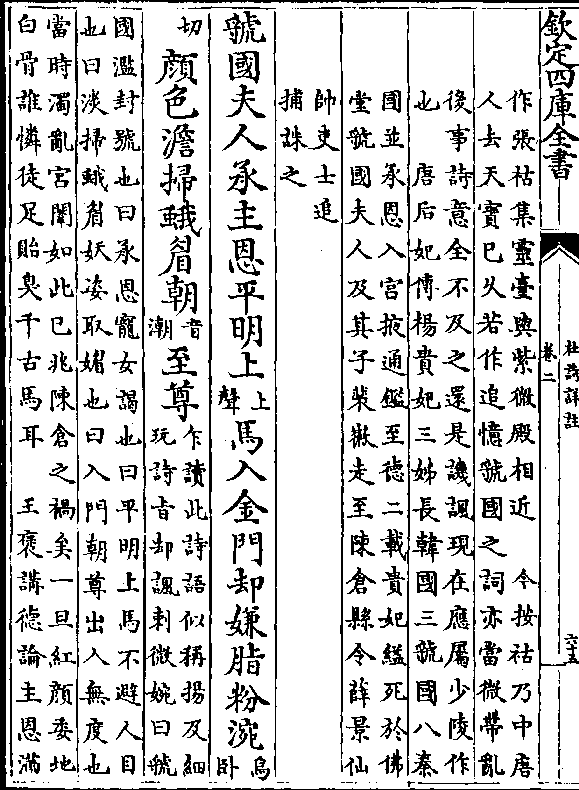 欽定四庫全書
杜詩詳註
卷二
六十五
作張祜集靈臺與紫微殿相近　今按祜乃中唐
人去天寶已久若作追憶虢國之詞亦當微帶亂
後事詩意全不及之還是譏諷現在應屬少陵作
也　唐后妃傳楊貴妃三姊長韓國三虢國八秦
國並承恩入宮掖通鑑至德二載貴妃縊死於佛
堂虢國夫人及其子裴徽走至陳倉縣令薛景仙
帥吏士追
捕誅之
虢國夫人承主恩平明上上聲馬入金門却嫌脂粉涴烏臥
切顔色澹掃蛾眉朝音潮至尊乍讀此詩語似稱揚及細
玩詩旨却諷刺微婉曰虢
國濫封號也曰承恩寵女謁也曰平明上馬不避人目
也曰淡掃蛾眉妖姿取媚也曰入門朝尊出入無度也
當時濁亂宮闈如此已兆陳倉之禍矣一旦紅顔委地
白骨誰憐徒足貽臭千古焉耳　王褒講德論主恩滿